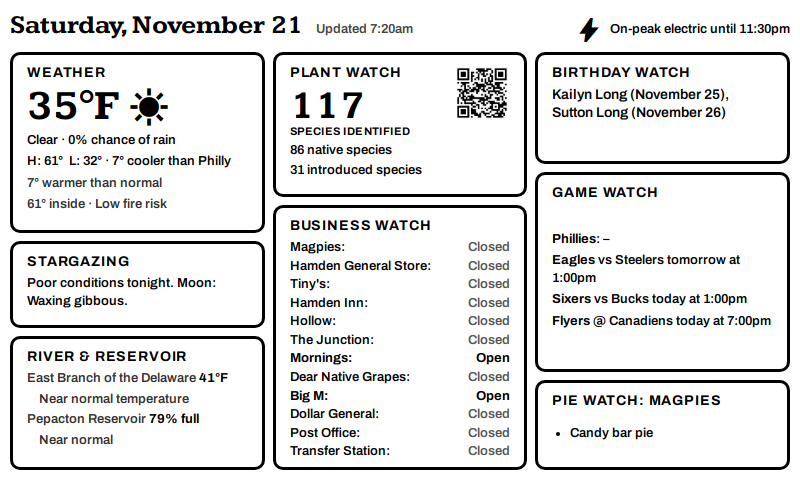 Saturday, November 21
Updated 7:20am
On-peak electric until 11:30pm
WEATHER
35°F
Clear · 0% chance of rain
H: 61° L: 32° · 7° cooler than Philly
7° warmer than normal
61° inside · Low fire risk
STARGAZING
Poor conditions tonight. Moon:
Waxing gibbous.
RIVER & RESERVOIR
East Branch of the Delaware 41°F
Near normal temperature
Pepacton Reservoir 79% full
Near normal
PLANT WATCH
117
SPECIES IDENTIFIED
86 native species
31 introduced species
BUSINESS WATCH
Magpies: Closed
Hamden General Store: Closed
Tiny's: Closed
Hamden Inn: Closed
Hollow: Closed
The Junction: Closed
Mornings: Open
Dear Native Grapes: Closed
Big M: Open
Dollar General: Closed
Post Office: Closed
Transfer Station: Closed
BIRTHDAY WATCH
Kailyn Long (November 25),
Sutton Long (November 26)
GAME WATCH
Phillies: –
Eagles vs Steelers tomorrow at
1:00pm
Sixers vs Bucks today at 1:00pm
Flyers @ Canadiens today at 7:00pm
PIE WATCH: MAGPIES
• Candy bar pie